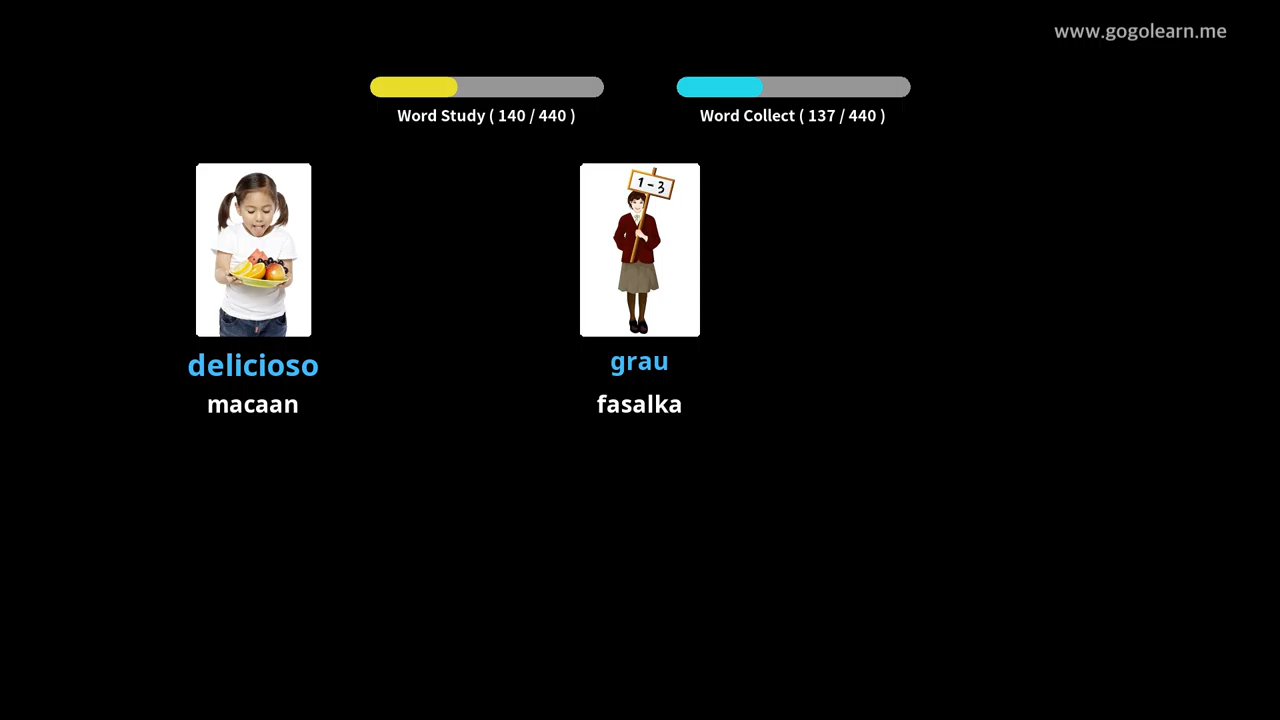 www.gogolearn.me
Word Study ( 140 / 440 )
Word Collect ( 137 / 440 )
1 - 3
delicioso
macaan
grau
fasalka